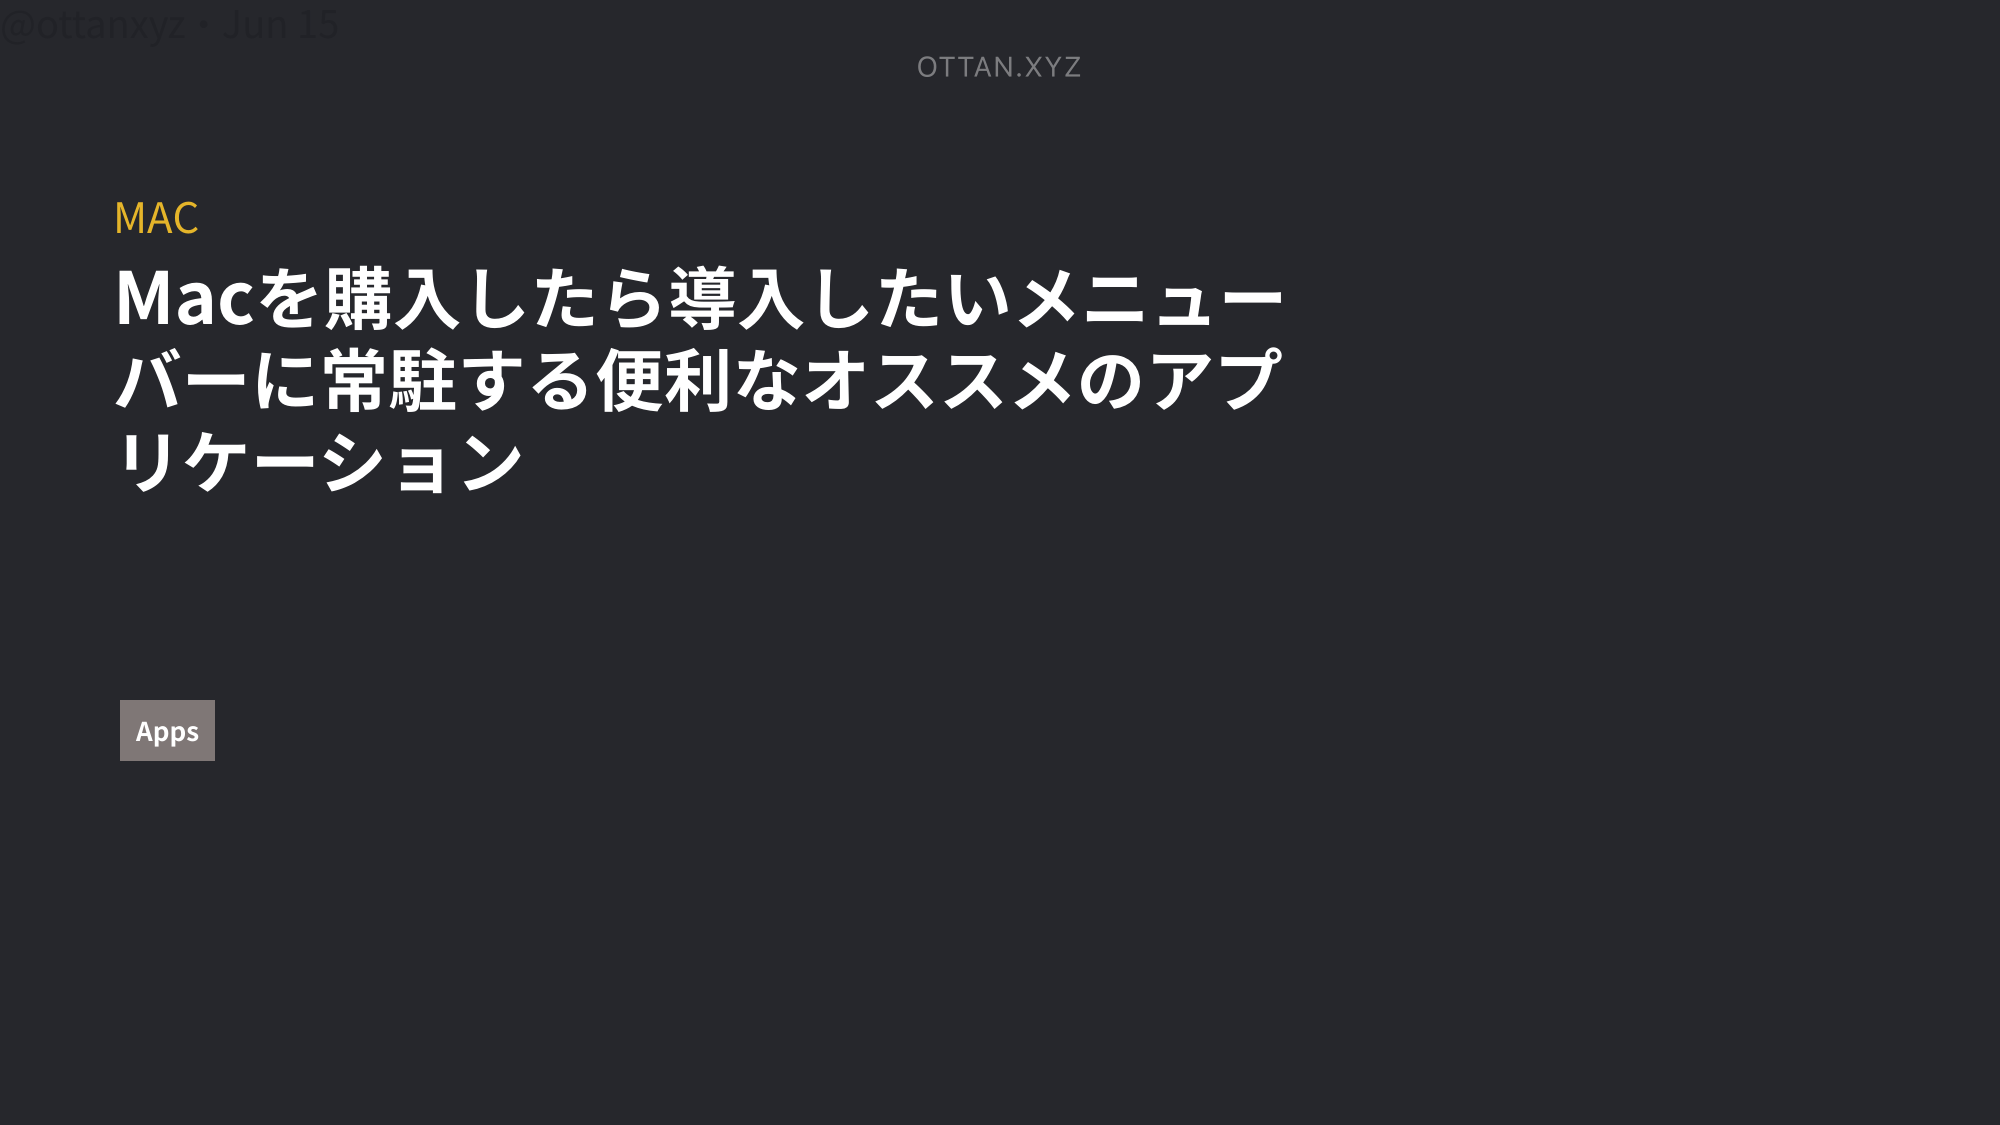 @ottanxyz・Jun 15
OTTAN.XYZ
MAC
Macを購入したら導入したいメニュー
バーに常駐する便利なオススメのアプ
リケーション
Apps